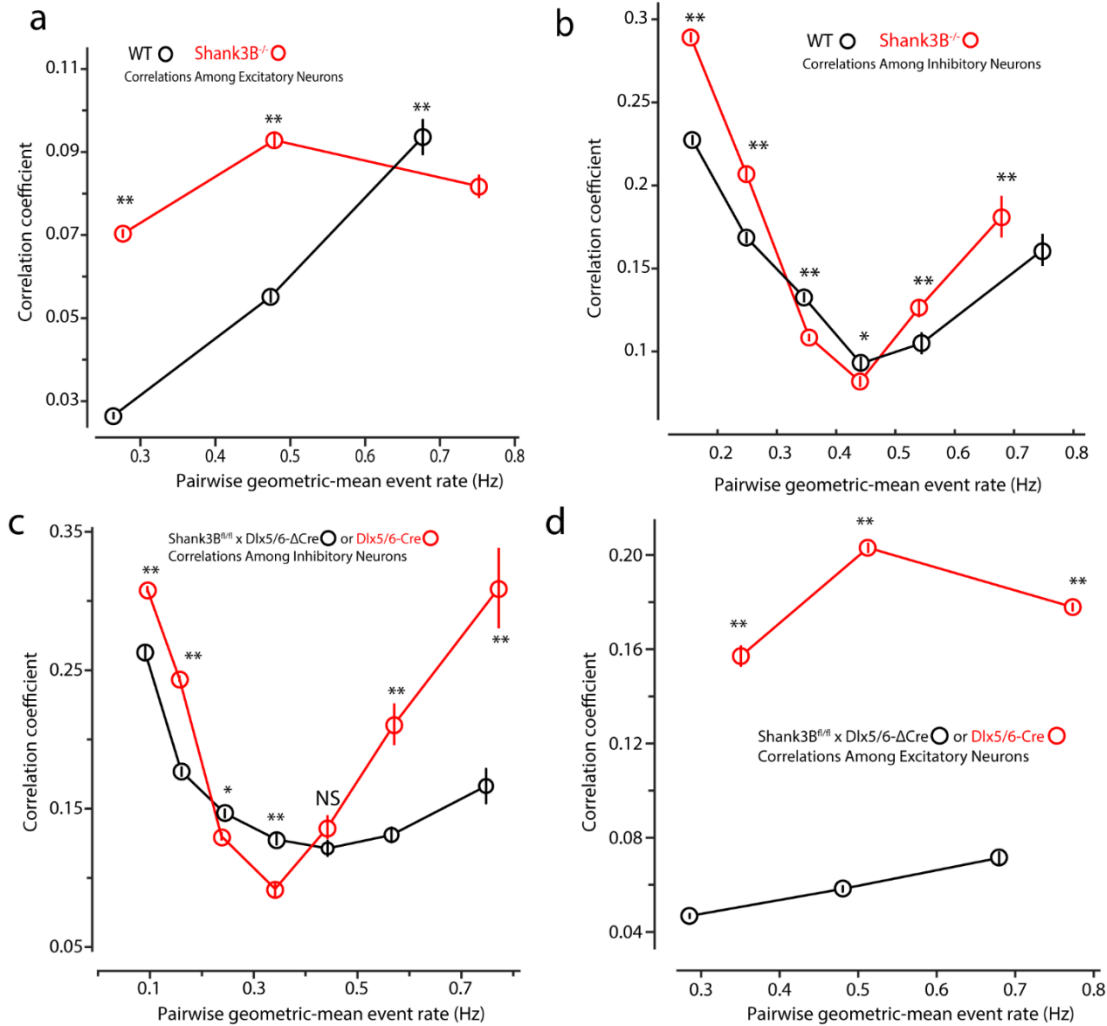 a
WT Shank3B-/-
Correlations Among Excitatory Neurons
0.11
0.09
0.07
0.05
0.03
Correlation coefficient
**
**
**
0.3 0.5 0.6 0.7 0.8
Pairwise geometric-mean event rate (Hz)
b
WT Shank3B-/-
Correlations Among Inhibitory Neurons
0.3
0.25
0.2
0.15
0.1
Correlation coefficient
**
**
**
*
**
**
0.2 0.3 0.4 0.5 0.6 0.7 0.8
Pairwise geometric-mean event rate (Hz)
c
Shank3Bfl/fl x Dlx5/6-ΔCre or Dlx5/6-Cre
Correlations Among Inhibitory Neurons
0.35
0.25
0.15
0.05
Correlation coefficient
**
**
*
**
NS
**
**
0.1 0.3 0.5 0.7
Pairwise geometric-mean event rate (Hz)
d
0.20
0.16
0.12
0.08
0.04
Correlation coefficient
**
**
**
Shank3Bfl/fl x Dlx5/6-ΔCre or Dlx5/6-Cre
Correlations Among Excitatory Neurons
0.3 0.4 0.5 0.6 0.7 0.8
Pairwise geometric-mean event rate (Hz)